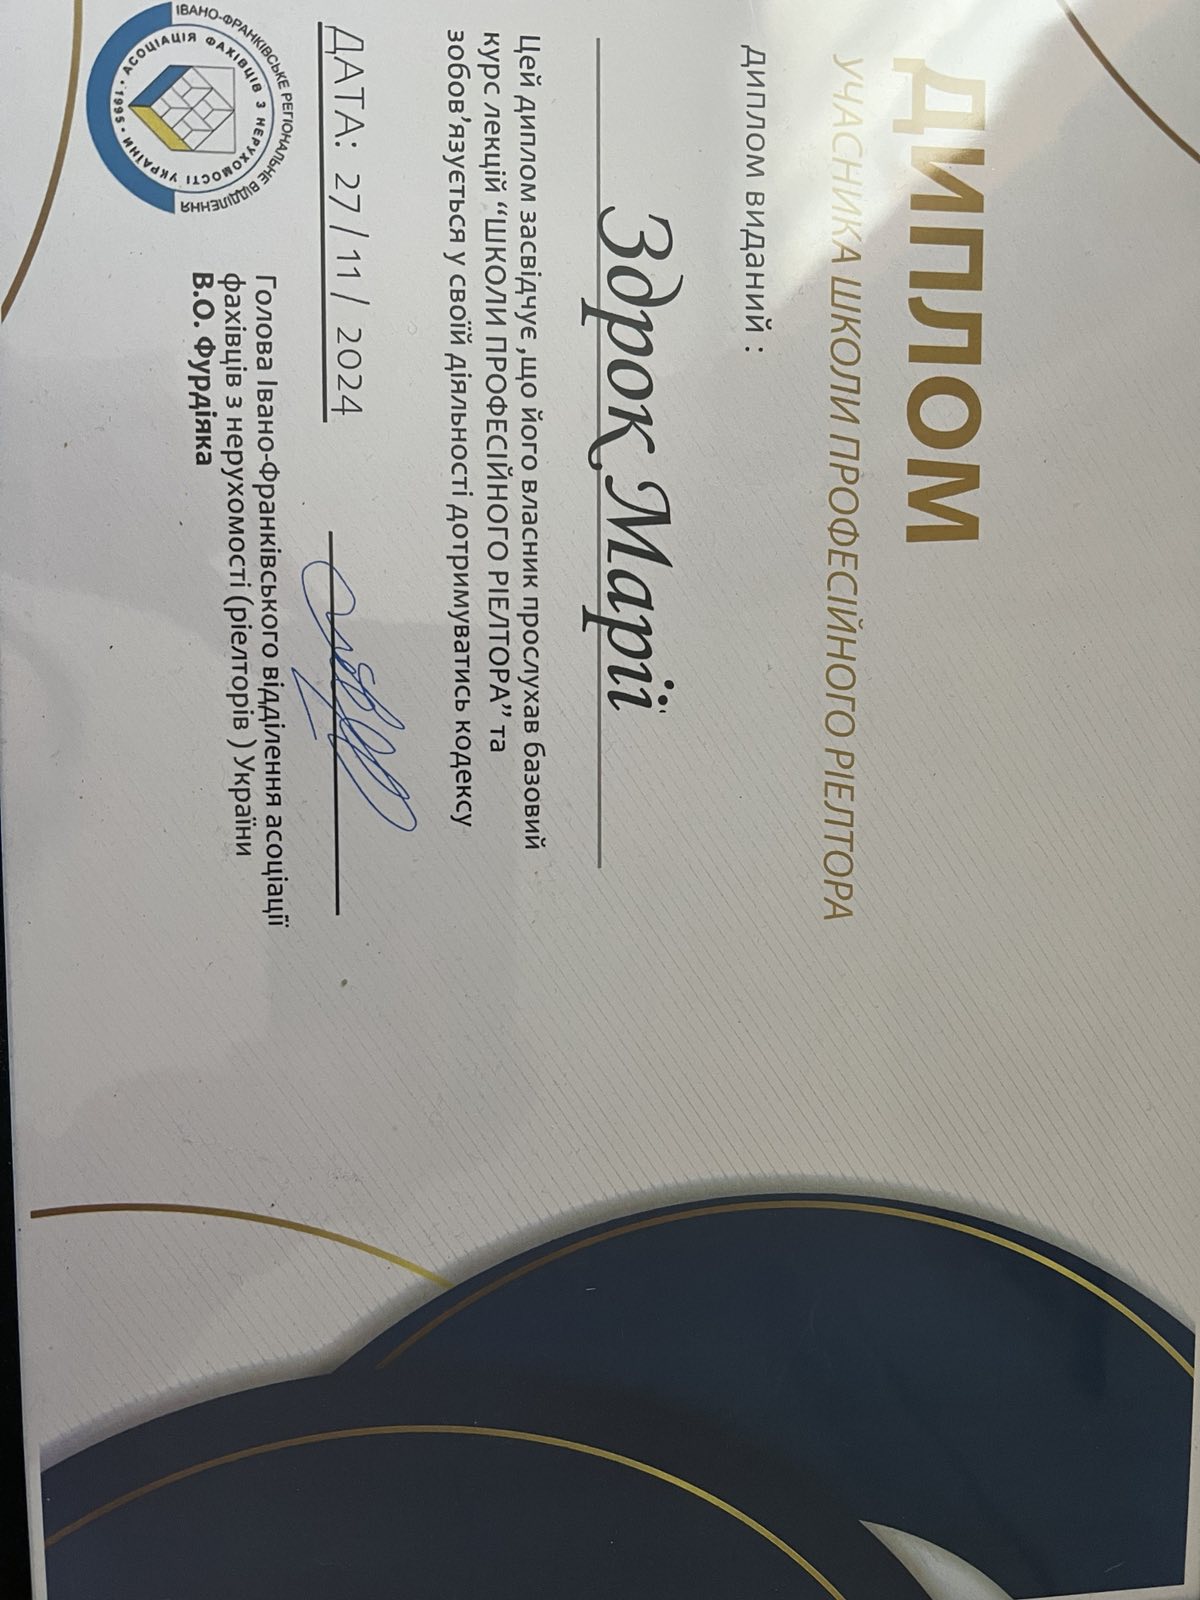 ДИПЛОМ
УЧАСНИКА ШКОЛИ ПРОФЕСІЙНОГО РІЕЛТОРА
ДИПЛОМ ВИДАНИЙ :
Здрок Марії
Цей диплом засвідчує ,що його власник прослухав базовий
курс лекцій “ШКОЛИ ПРОФЕСІЙНОГО РІЕЛТОРА” та
зобов’язується у своїй діяльності дотримуватись кодексу
ДАТА: 27 / 11 / 2024
Голова Івано-Франківського відділення асоціації
фахівців з нерухомості (ріелторів ) України
В.О. Фурдіяка
ІВАНО-ФРАНКІВСЬКЕ РЕГІОНАЛЬНЕ ВІДДІЛЕННЯ
• АСОЦІАЦІЯ ФАХІВЦІВ З НЕРУХОМОСТІ УКРАЇНИ • 1995